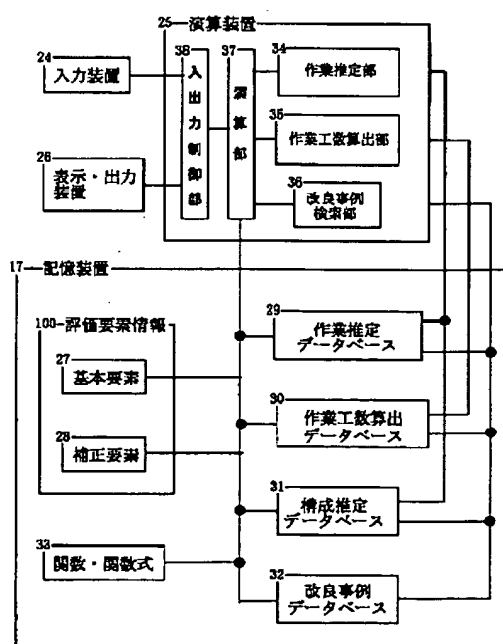 25 演算装置
24
入力装置
26
表示・出力
装置
38
入出力制御部
37
演算部
34
作業推定部
35
作業工数算出部
36
改良事例
検索部
17 記憶装置
100 評価要素情報
27
基本要素
28
補正要素
33
関数・関数式
29
作業推定
データベース
30
作業工数算出
データベース
31
構成推定
データベース
32
改良事例
データベース